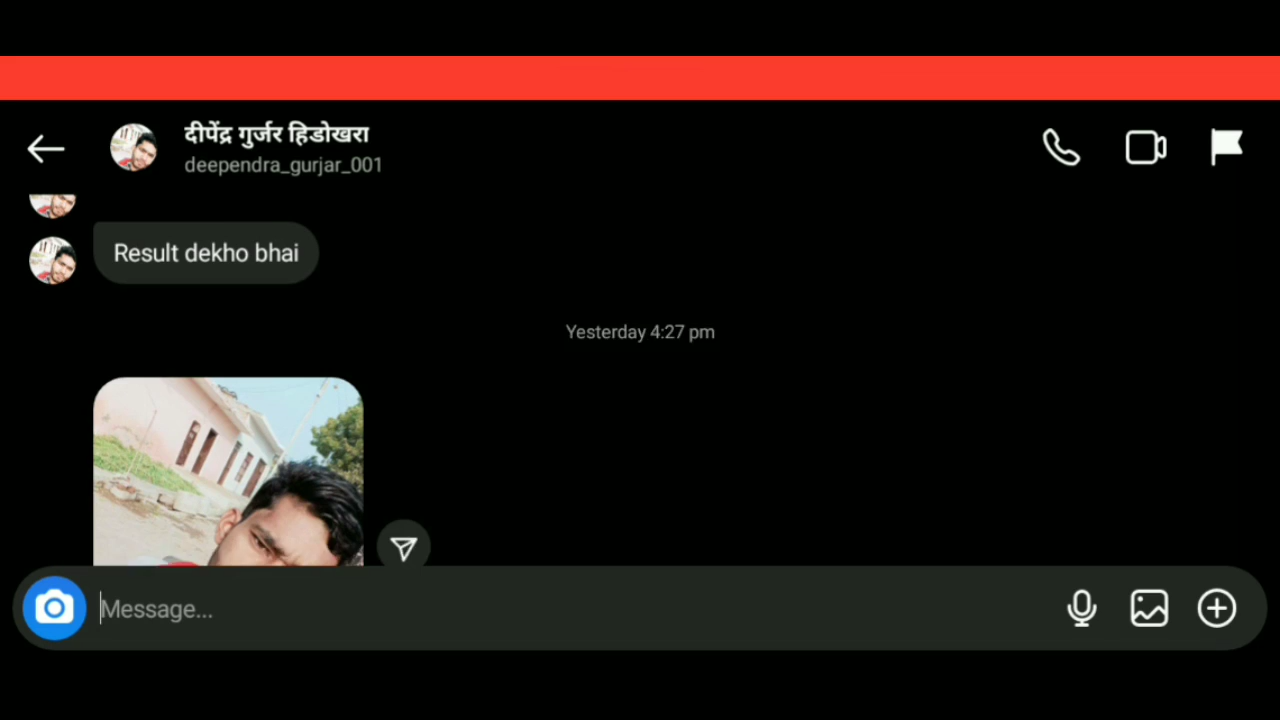 दीपेंद्र गुर्जर हिडोखरा
deependra_gurjar_001
Result dekho bhai
Yesterday 4:27 pm
Message...